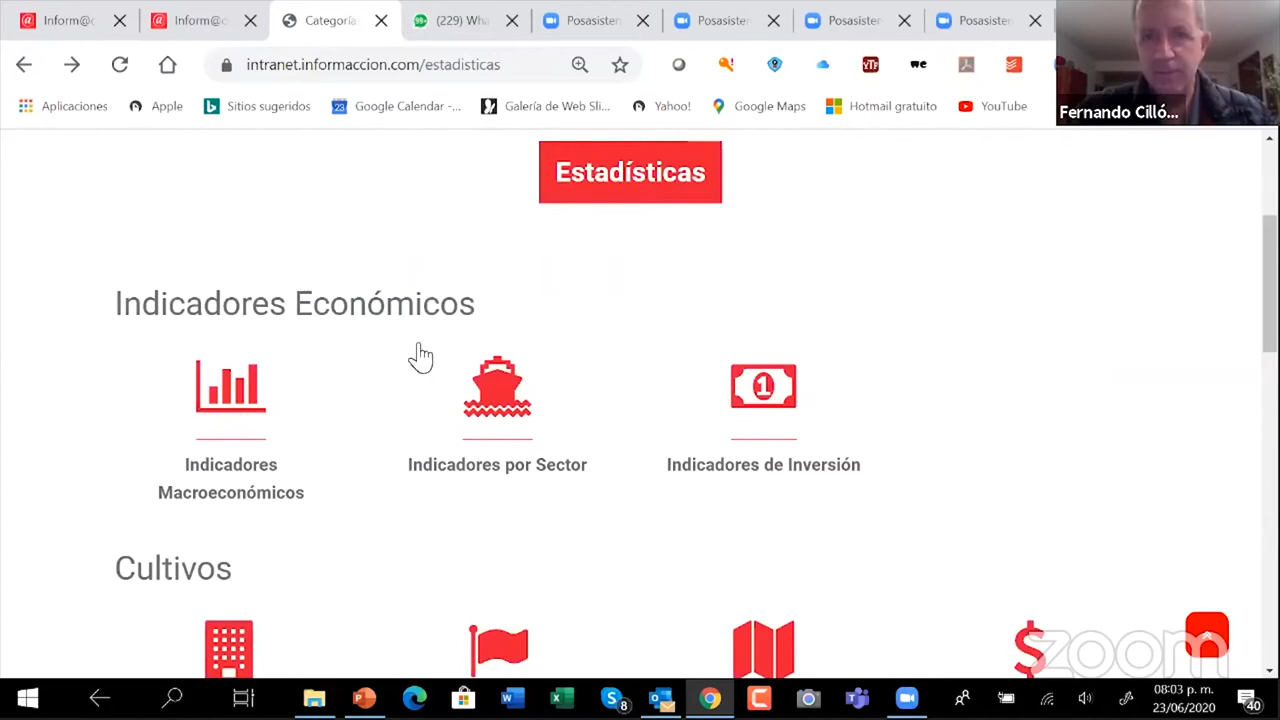 Inform@c
Inform@c
Categoría
(229) Wha
Posasisten
Posasisten
Posasisten
Posasisten
intranet.informaccion.com/estadisticas
Aplicaciones
Apple
Sitios sugeridos
Google Calendar -...
Galería de Web Sli...
Yahoo!
Google Maps
Hotmail gratuito
YouTube
Fernando Cilló...
Estadísticas
Indicadores Económicos
Indicadores
Macroeconómicos
Indicadores por Sector
Indicadores de Inversión
Cultivos
zoom
08:03 p. m.
23/06/2020